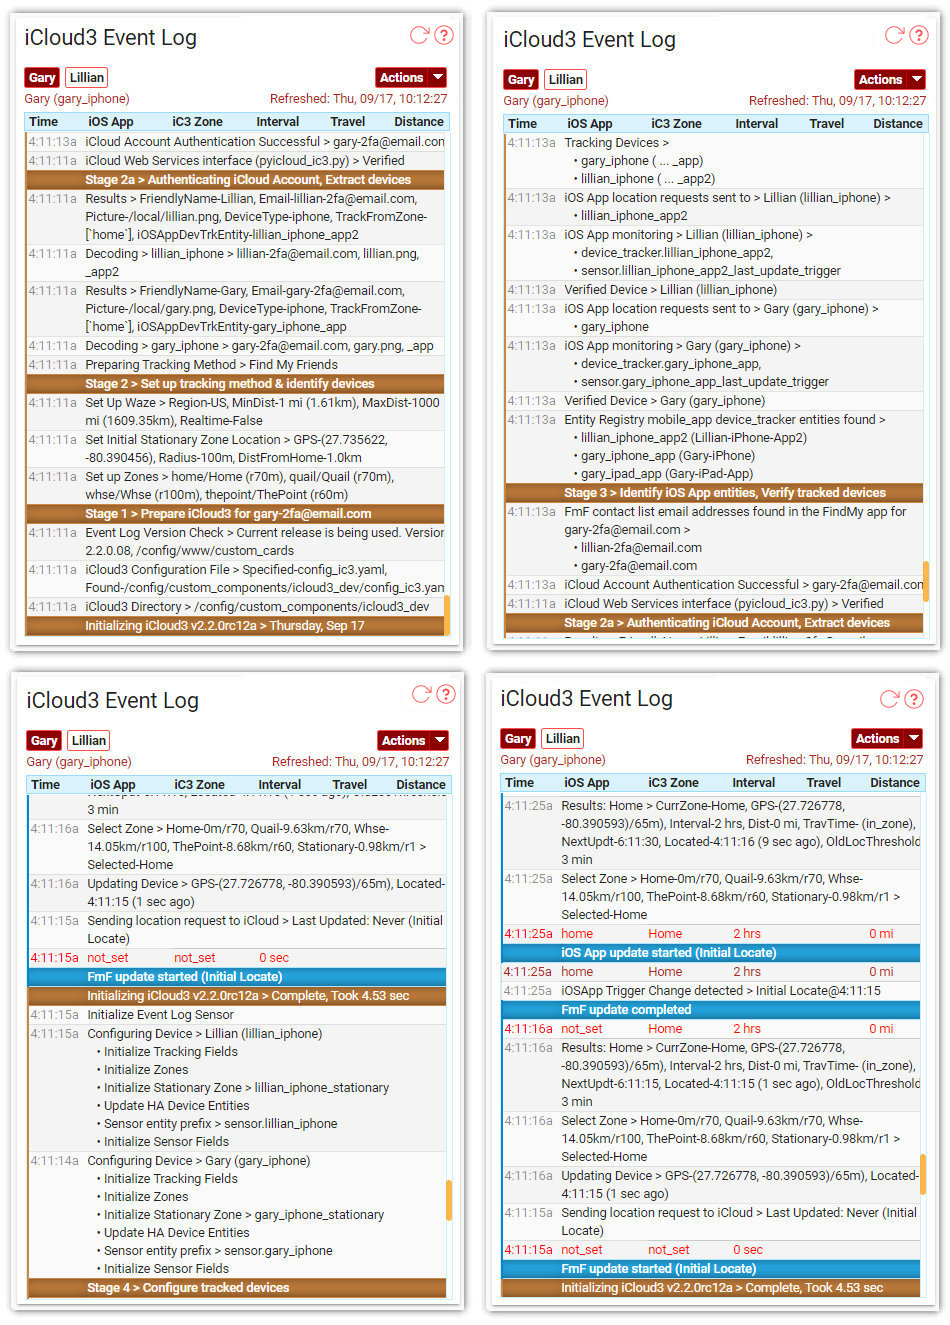 iCloud3 Event Log
Gary Lillian Actions
Gary (gary_iphone) Refreshed: Thu, 09/17, 10:12:27
Time iOS App iC3 Zone Interval Travel Distance
4:11:13a iCloud Account Authentication Successful > gary-2fa@email.con
4:11:11a iCloud Web Services interface (pyicloud_ic3.py) > Verified
Stage 2a > Authenticating iCloud Account, Extract devices
4:11:11a Results > FriendlyName-Lillian, Email-lillian-2fa@email.com,
Picture-/local/lillian.png, DeviceType-iphone, TrackFromZone-
[`home`], iOSAppDevTrkEntity-lillian_iphone_app2
4:11:11a Decoding > lillian_iphone > lillian-2fa@email.com, lillian.png,
_app2
4:11:11a Results > FriendlyName-Gary, Email-gary-2fa@email.com,
Picture-/local/gary.png, DeviceType-iphone, TrackFromZone-
[`home`], iOSAppDevTrkEntity-gary_iphone_app
4:11:11a Decoding > gary_iphone > gary-2fa@email.com, gary.png, _app
4:11:11a Preparing Tracking Method > Find My Friends
Stage 2 > Set up tracking method & identify devices
4:11:11a Set Up Waze > Region-US, MinDist-1 mi (1.61km), MaxDist-1000
mi (1609.35km), Realtime-False
4:11:11a Set Initial Stationary Zone Location > GPS-(27.735622,
-80.390456), Radius-100m, DistFromHome-1.0km
4:11:11a Set up Zones > home/Home (r70m), quail/Quail (r70m),
whse/Whse (r100m), thepoint/ThePoint (r60m)
Stage 1 > Prepare iCloud3 for gary-2fa@email.com
4:11:11a Event Log Version Check > Current release is being used. Version
2.2.0.08, /config/www/custom_cards
4:11:11a iCloud3 Configuration File > Specified-config_ic3.yaml,
Found-/config/custom_components/icloud3_dev/config_ic3.yam
4:11:11a iCloud3 Directory > /config/custom_components/icloud3_dev
Initializing iCloud3 v2.2.0rc12a > Thursday, Sep 17
iCloud3 Event Log
Gary Lillian Actions
Gary (gary_iphone) Refreshed: Thu, 09/17, 10:12:27
Time iOS App iC3 Zone Interval Travel Distance
4:11:13a Tracking Devices >
• gary_iphone ( ... _app)
• lillian_iphone ( ... _app2)
4:11:13a iOS App location requests sent to > Lillian (lillian_iphone) >
• lillian_iphone_app2
4:11:13a iOS App monitoring > Lillian (lillian_iphone) >
• device_tracker.lillian_iphone_app2,
• sensor.lillian_iphone_app2_last_update_trigger
4:11:13a Verified Device > Lillian (lillian_iphone)
4:11:13a iOS App location requests sent to > Gary (gary_iphone) >
• gary_iphone
4:11:13a iOS App monitoring > Gary (gary_iphone) >
• device_tracker.gary_iphone_app,
• sensor.gary_iphone_app_last_update_trigger
4:11:13a Verified Device > Gary (gary_iphone)
4:11:13a Entity Registry mobile_app device_tracker entities found >
• lillian_iphone_app2 (Lillian-iPhone-App2)
• gary_iphone_app (Gary-iPhone)
• gary_ipad_app (Gary-iPad-App)
Stage 3 > Identify iOS App entities, Verify tracked devices
4:11:13a FmF contact list email addresses found in the FindMy app for
gary-2fa@email.com >
• lillian-2fa@email.com
• gary-2fa@email.com
4:11:13a iCloud Account Authentication Successful > gary-2fa@email.con
4:11:13a iCloud Web Services interface (pyicloud_ic3.py) > Verified
Stage 2a > Authenticating iCloud Account, Extract devices
iCloud3 Event Log
Gary Lillian Actions
Gary (gary_iphone) Refreshed: Thu, 09/17, 10:12:27
Time iOS App iC3 Zone Interval Travel Distance
3 min
4:11:16a Select Zone > Home-0m/r70, Quail-9.63km/r70, Whse-
14.05km/r100, ThePoint-8.68km/r60, Stationary-0.98km/r1 >
Selected-Home
4:11:16a Updating Device > GPS-(27.726778, -80.390593)/65m), Located-
4:11:15 (1 sec ago)
4:11:15a Sending location request to iCloud > Last Updated: Never (Initial
Locate)
4:11:15a not_set not_set 0 sec
FmF update started (Initial Locate)
Initializing iCloud3 v2.2.0rc12a > Complete, Took 4.53 sec
4:11:15a Initialize Event Log Sensor
4:11:15a Configuring Device > Lillian (lillian_iphone)
• Initialize Tracking Fields
• Initialize Zones
• Initialize Stationary Zone > lillian_iphone_stationary
• Update HA Device Entities
• Sensor entity prefix > sensor.lillian_iphone
• Initialize Sensor Fields
4:11:14a Configuring Device > Gary (gary_iphone)
• Initialize Tracking Fields
• Initialize Zones
• Initialize Stationary Zone > gary_iphone_stationary
• Update HA Device Entities
• Sensor entity prefix > sensor.gary_iphone
• Initialize Sensor Fields
Stage 4 > Configure tracked devices
iCloud3 Event Log
Gary Lillian Actions
Gary (gary_iphone) Refreshed: Thu, 09/17, 10:12:27
Time iOS App iC3 Zone Interval Travel Distance
4:11:25a Results: Home > CurrZone-Home, GPS-(27.726778,
-80.390593)/65m), Interval-2 hrs, Dist-0 mi, TravTime- (in_zone),
NextUpdt-6:11:30, Located-4:11:16 (9 sec ago), OldLocThreshold
3 min
4:11:25a Select Zone > Home-0m/r70, Quail-9.63km/r70, Whse-
14.05km/r100, ThePoint-8.68km/r60, Stationary-0.98km/r1 >
Selected-Home
4:11:25a home Home 2 hrs 0 mi
iOS App update started (Initial Locate)
4:11:25a home Home 2 hrs 0 mi
4:11:25a iOSApp Trigger Change detected > Initial Locate@4:11:15
FmF update completed
4:11:16a not_set Home 2 hrs 0 mi
4:11:16a Results: Home > CurrZone-Home, GPS-(27.726778,
-80.390593)/65m), Interval-2 hrs, Dist-0 mi, TravTime- (in_zone),
NextUpdt-6:11:15, Located-4:11:15 (1 sec ago), OldLocThreshold
3 min
4:11:16a Select Zone > Home-0m/r70, Quail-9.63km/r70, Whse-
14.05km/r100, ThePoint-8.68km/r60, Stationary-0.98km/r1 >
Selected-Home
4:11:16a Updating Device > GPS-(27.726778, -80.390593)/65m), Located-
4:11:15 (1 sec ago)
4:11:15a Sending location request to iCloud > Last Updated: Never (Initial
Locate)
4:11:15a not_set not_set 0 sec
FmF update started (Initial Locate)
Initializing iCloud3 v2.2.0rc12a > Complete, Took 4.53 sec